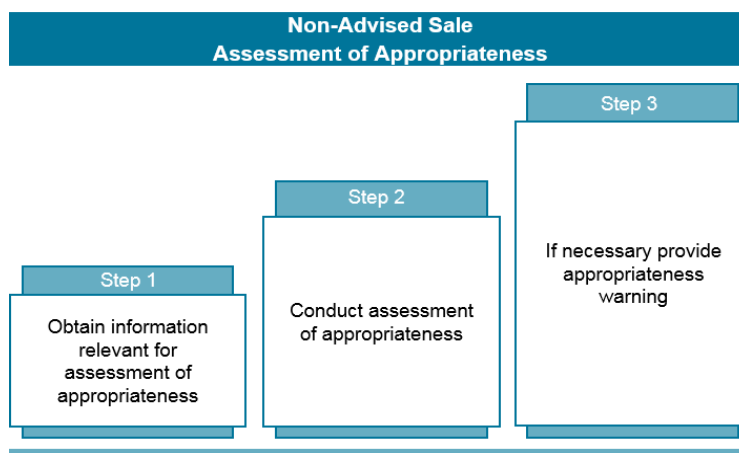 Non-Advised Sale
Assessment of Appropriateness
Step 1
Obtain information
relevant for
assessment of
appropriateness
Step 2
Conduct assessment
of appropriateness
Step 3
If necessary provide
appropriateness
warning